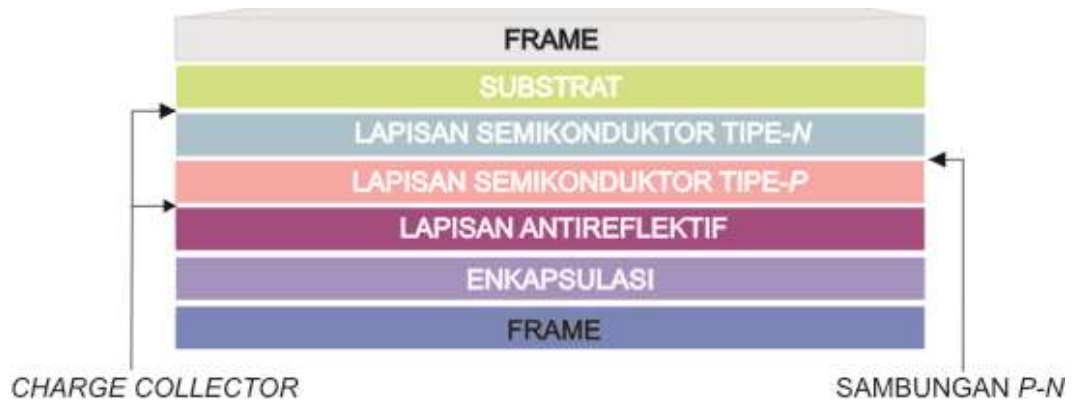 FRAME
SUBSTRAT
LAPISAN SEMIKONDUKTOR TIPE-N
LAPISAN SEMIKONDUKTOR TIPE-P
LAPISAN ANTIREFLEKTIF
ENKAPSULASI
FRAME
CHARGE COLLECTOR
SAMBUNGAN P-N